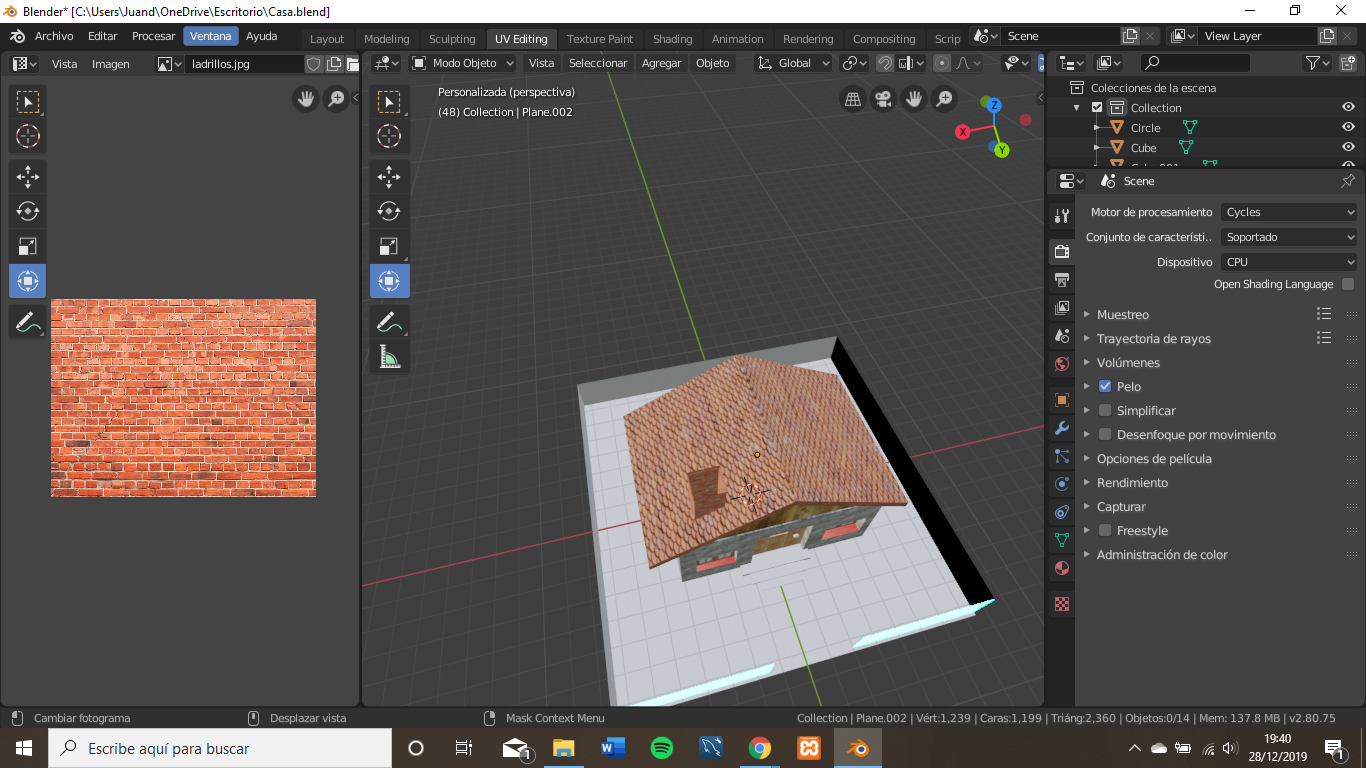 Blender* [C:\Users\Juand\OneDrive\Escritorio\Casa.blend]
Archivo Editar Procesar Ventana Ayuda Layout Modeling Sculpting UV Editing Texture Paint Shading Animation Rendering Compositing Scrip Scene View Layer
Vista Imagen ladrillos.jpg Modo Objeto Vista Seleccionar Agregar Objeto Global
Personalizada (perspectiva)
(48) Collection | Plane.002
Z
X
Y
Colecciones de la escena
Collection
Circle
Cube
Scene
Motor de procesamiento Cycles
Conjunto de característi.. Soportado
Dispositivo CPU
Open Shading Language
Muestreo
Trayectoria de rayos
Volúmenes
Pelo
Simplificar
Desenfoque por movimiento
Opciones de película
Rendimiento
Capturar
Freestyle
Administración de color
Cambiar fotograma Desplazar vista Mask Context Menu Collection | Plane.002 | Vért:1,239 | Caras:1,199 | Triáng:2,360 | Objetos:0/14 | Mem: 137.8 MB | v2.80.75
Escribe aquí para buscar
1
19:40
28/12/2019
1